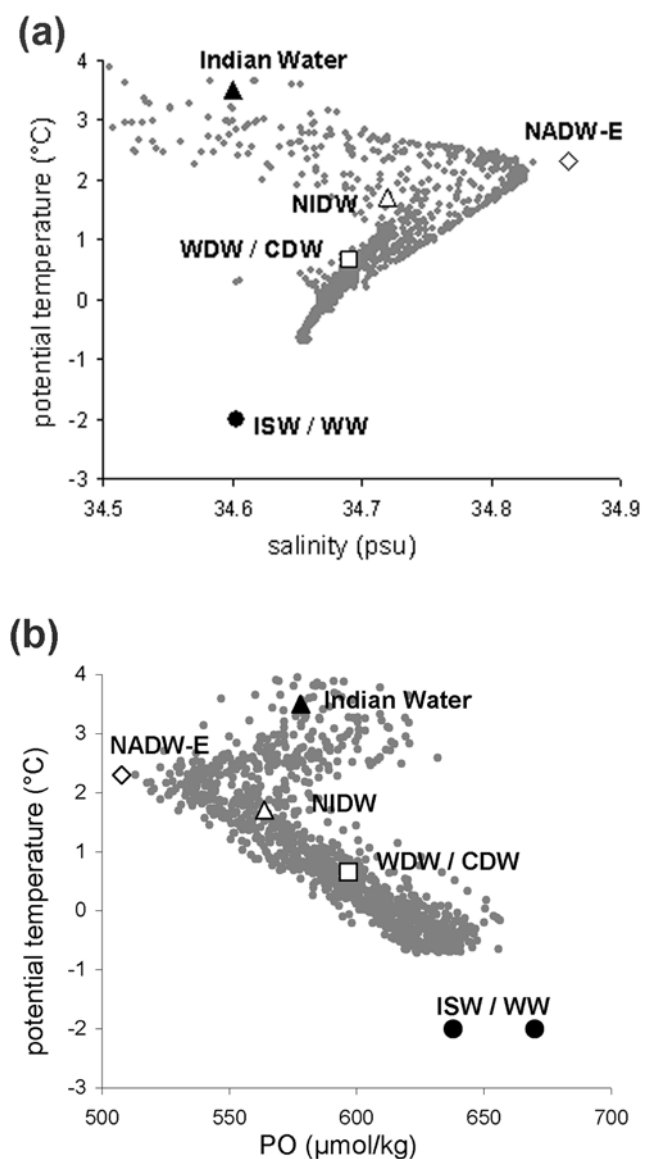 (a)
4
3
2
1
0
-1
-2
-3
potential temperature (°C)
Indian Water
NADW-E
NIDW
WDW / CDW
ISW / WW
34.5 34.6 34.7 34.8 34.9
salinity (psu)
(b)
4
3
2
1
0
-1
-2
-3
potential temperature (°C)
Indian Water
NADW-E
NIDW
WDW / CDW
ISW / WW
500 550 600 650 700
PO (µmol/kg)